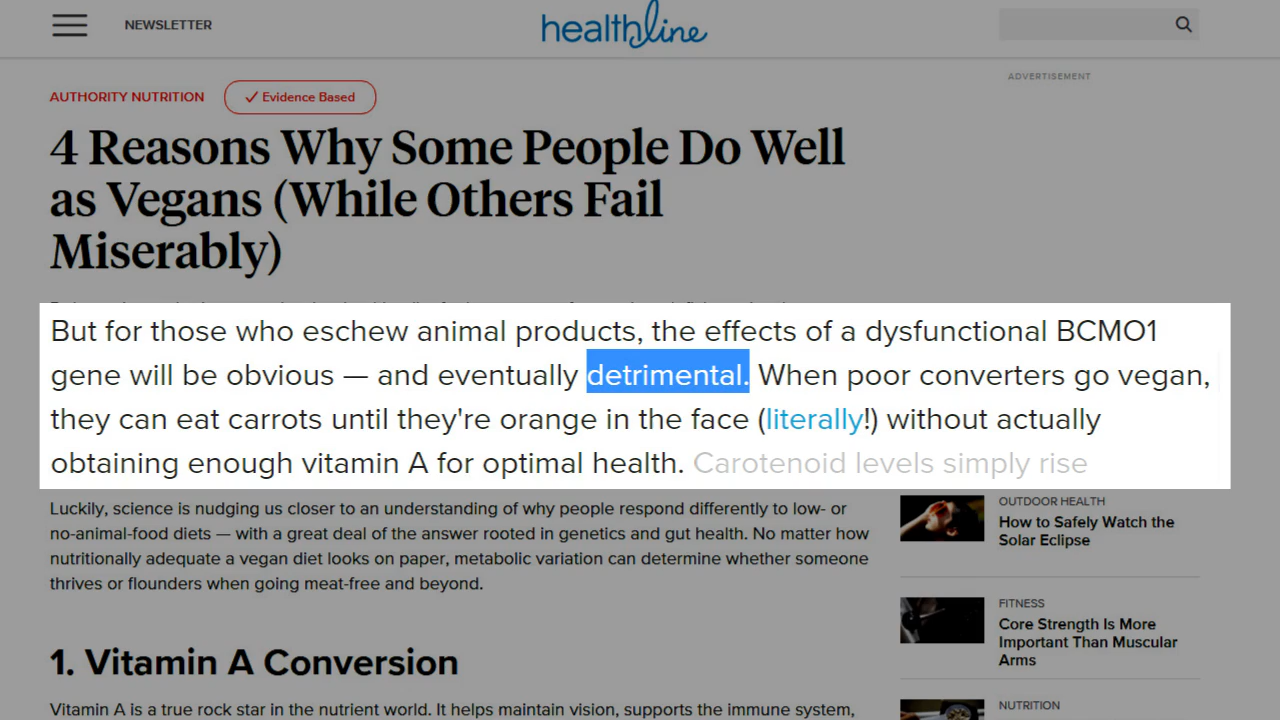 NEWSLETTER
healthline
ADVERTISEMENT
AUTHORITY NUTRITION
Evidence Based
4 Reasons Why Some People Do Well
as Vegans (While Others Fail
Miserably)
But for those who eschew animal products, the effects of a dysfunctional BCMO1
gene will be obvious — and eventually detrimental. When poor converters go vegan,
they can eat carrots until they're orange in the face (literally!) without actually
obtaining enough vitamin A for optimal health. Carotenoid levels simply rise
Luckily, science is nudging us closer to an understanding of why people respond differently to low- or
no-animal-food diets — with a great deal of the answer rooted in genetics and gut health. No matter how
nutritionally adequate a vegan diet looks on paper, metabolic variation can determine whether someone
thrives or flounders when going meat-free and beyond.
OUTDOOR HEALTH
How to Safely Watch the
Solar Eclipse
FITNESS
Core Strength Is More
Important Than Muscular
Arms
NUTRITION
1. Vitamin A Conversion
Vitamin A is a true rock star in the nutrient world. It helps maintain vision, supports the immune system,